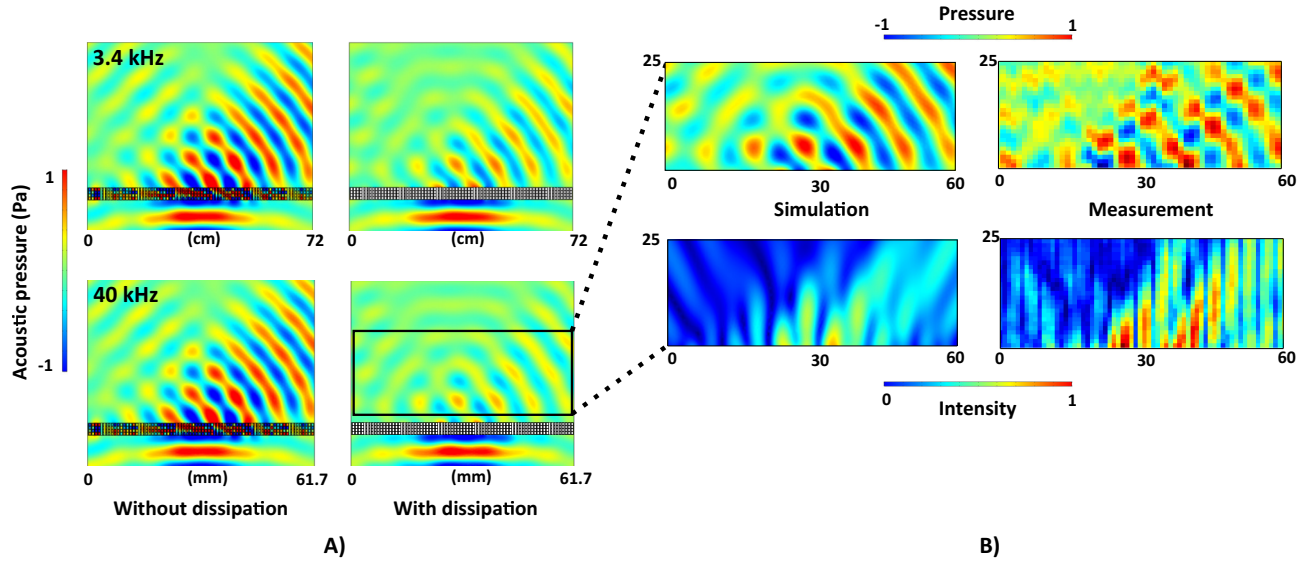 Pressure
-1 1
3.4 kHz
0 (cm) 72
0 (cm) 72
Acoustic pressure (Pa)
1
-1
40 kHz
0 (mm) 61.7
0 (mm) 61.7
Without dissipation
With dissipation
A)
25
0 30 60
Simulation
25
0 30 60
Measurement
25
0 30 60
25
0 30 60
0 1
Intensity
B)